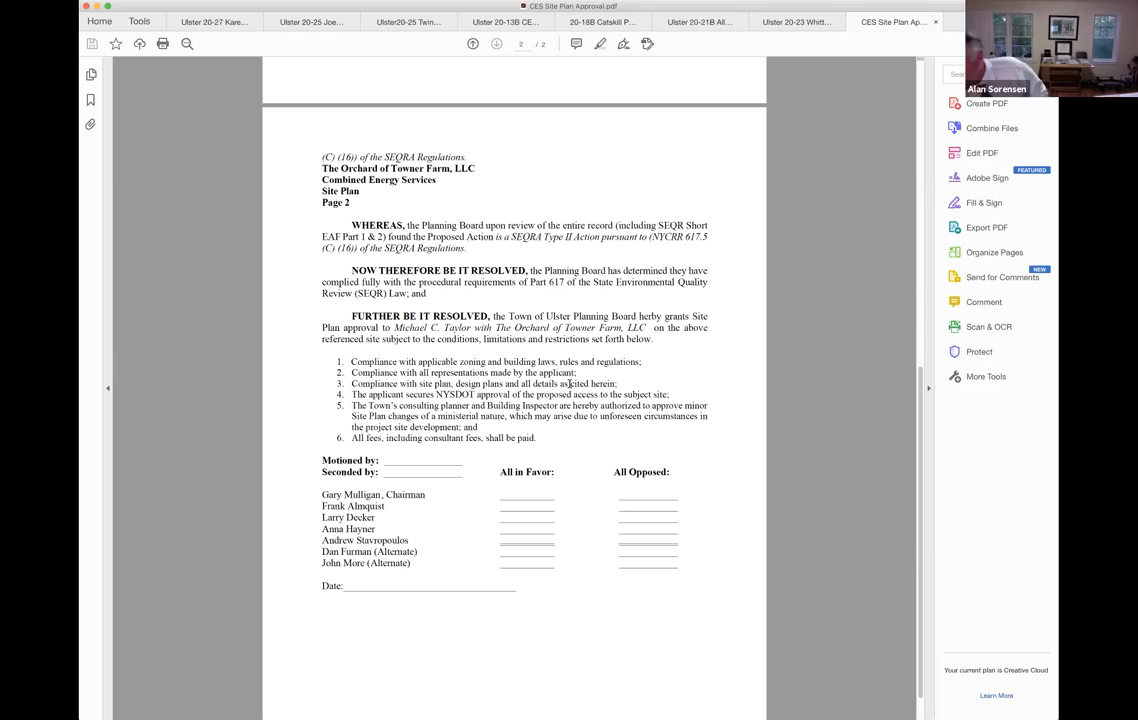 CES Site Plan Approval.pdf
Home
Tools
Ulster 20-27 Kare...
Ulster 20-25 Joe...
Ulster20-25 Twin...
Ulster 20-13B CE...
20-18B Catskill P...
Ulster 20-21B All...
Ulster 20-23 Whitt...
CES Site Plan Ap...
2 / 2
Alan Sorensen
Create PDF
Combine Files
Edit PDF
FEATURED
Adobe Sign
Fill & Sign
Export PDF
Organize Pages
NEW
Send for Comments
Comment
Scan & OCR
Protect
More Tools
Your current plan is Creative Cloud
Learn More
(C) (16)) of the SEQRA Regulations.
The Orchard of Towner Farm, LLC
Combined Energy Services
Site Plan
Page 2
WHEREAS, the Planning Board upon review of the entire record (including SEQR Short
EAF Part 1 & 2) found the Proposed Action is a SEQRA Type II Action pursuant to (NYCRR 617.5
(C) (16)) of the SEQRA Regulations.
NOW THEREFORE BE IT RESOLVED, the Planning Board has determined they have
complied fully with the procedural requirements of Part 617 of the State Environmental Quality
Review (SEQR) Law; and
FURTHER BE IT RESOLVED, the Town of Ulster Planning Board herby grants Site
Plan approval to Michael C. Taylor with The Orchard of Towner Farm, LLC on the above
referenced site subject to the conditions, limitations and restrictions set forth below.
1. Compliance with applicable zoning and building laws, rules and regulations;
2. Compliance with all representations made by the applicant;
3. Compliance with site plan, design plans and all details as cited herein;
4. The applicant secures NYSDOT approval of the proposed access to the subject site;
5. The Town's consulting planner and Building Inspector are hereby authorized to approve minor
Site Plan changes of a ministerial nature, which may arise due to unforeseen circumstances in
the project site development; and
6. All fees, including consultant fees, shall be paid.
Motioned by:
Seconded by: All in Favor: All Opposed:
Gary Mulligan, Chairman
Frank Almquist
Larry Decker
Anna Hayner
Andrew Stavropoulos
Dan Furman (Alternate)
John More (Alternate)
Date: